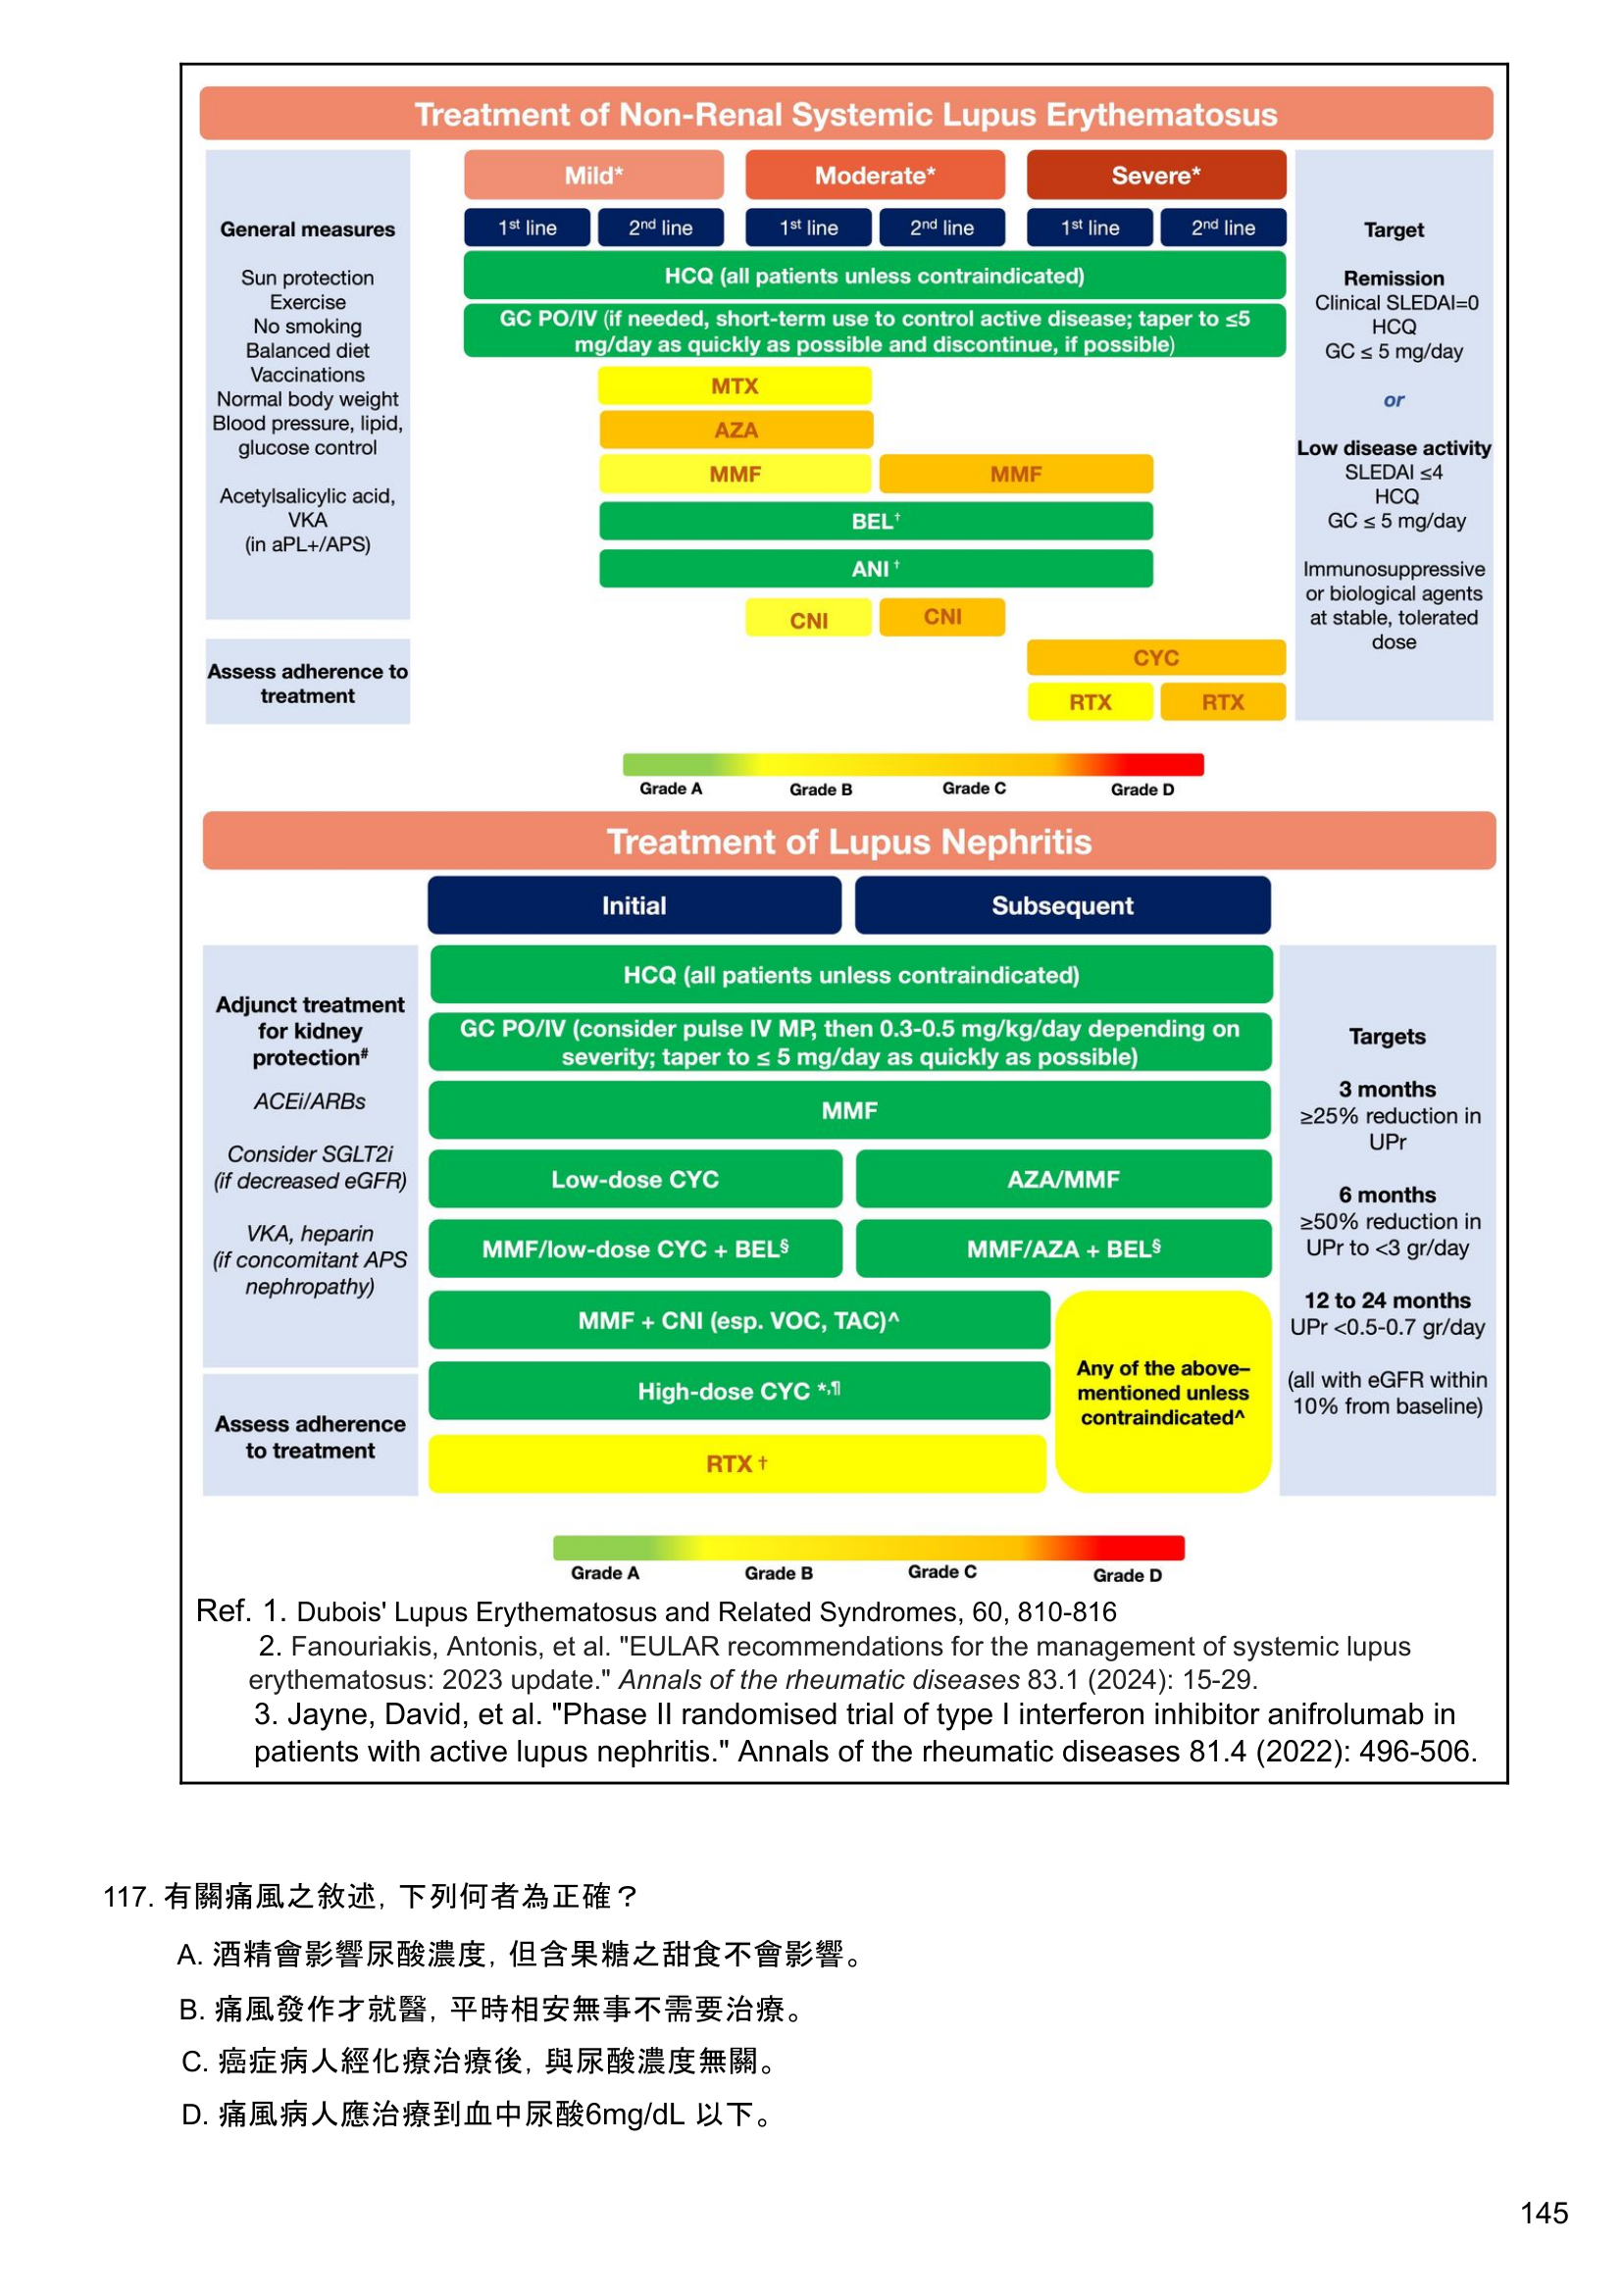 Treatment of Non-Renal Systemic Lupus Erythematosus
Mild*
Moderate*
Severe*
1st line
2nd line
1st line
2nd line
1st line
2nd line
General measures
Sun protection
Exercise
No smoking
Balanced diet
Vaccinations
Normal body weight
Blood pressure, lipid,
glucose control
Acetylsalicylic acid,
VKA
(in aPL+/APS)
Assess adherence to
treatment
HCQ (all patients unless contraindicated)
GC PO/IV (if needed, short-term use to control active disease; taper to ≤5
mg/day as quickly as possible and discontinue, if possible)
MTX
AZA
MMF
MMF
BEL†
ANI †
CNI
CNI
CYC
RTX
RTX
Target
Remission
Clinical SLEDAI=0
HCQ
GC ≤ 5 mg/day
or
Low disease activity
SLEDAI ≤4
HCQ
GC ≤ 5 mg/day
Immunosuppressive
or biological agents
at stable, tolerated
dose
Grade A
Grade B
Grade C
Grade D
Treatment of Lupus Nephritis
Initial
Subsequent
Adjunct treatment
for kidney
protection#
ACEi/ARBs
Consider SGLT2i
(if decreased eGFR)
VKA, heparin
(if concomitant APS
nephropathy)
Assess adherence
to treatment
HCQ (all patients unless contraindicated)
GC PO/IV (consider pulse IV MP, then 0.3-0.5 mg/kg/day depending on
severity; taper to ≤ 5 mg/day as quickly as possible)
MMF
Low-dose CYC
AZA/MMF
MMF/low-dose CYC + BEL§
MMF/AZA + BEL§
MMF + CNI (esp. VOC, TAC)^
High-dose CYC *,¶
RTX †
Any of the above–
mentioned unless
contraindicated^
Targets
3 months
≥25% reduction in
UPr
6 months
≥50% reduction in
UPr to <3 gr/day
12 to 24 months
UPr <0.5-0.7 gr/day
(all with eGFR within
10% from baseline)
Grade A
Grade B
Grade C
Grade D
Ref. 1. Dubois' Lupus Erythematosus and Related Syndromes, 60, 810-816
2. Fanouriakis, Antonis, et al. "EULAR recommendations for the management of systemic lupus
erythematosus: 2023 update." Annals of the rheumatic diseases 83.1 (2024): 15-29.
3. Jayne, David, et al. "Phase II randomised trial of type I interferon inhibitor anifrolumab in
patients with active lupus nephritis." Annals of the rheumatic diseases 81.4 (2022): 496-506.
117. 有關痛風之敘述，下列何者為正確？
A. 酒精會影響尿酸濃度，但含果糖之甜食不會影響。
B. 痛風發作才就醫，平時相安無事不需要治療。
C. 癌症病人經化療治療後，與尿酸濃度無關。
D. 痛風病人應治療到血中尿酸6mg/dL 以下。
145